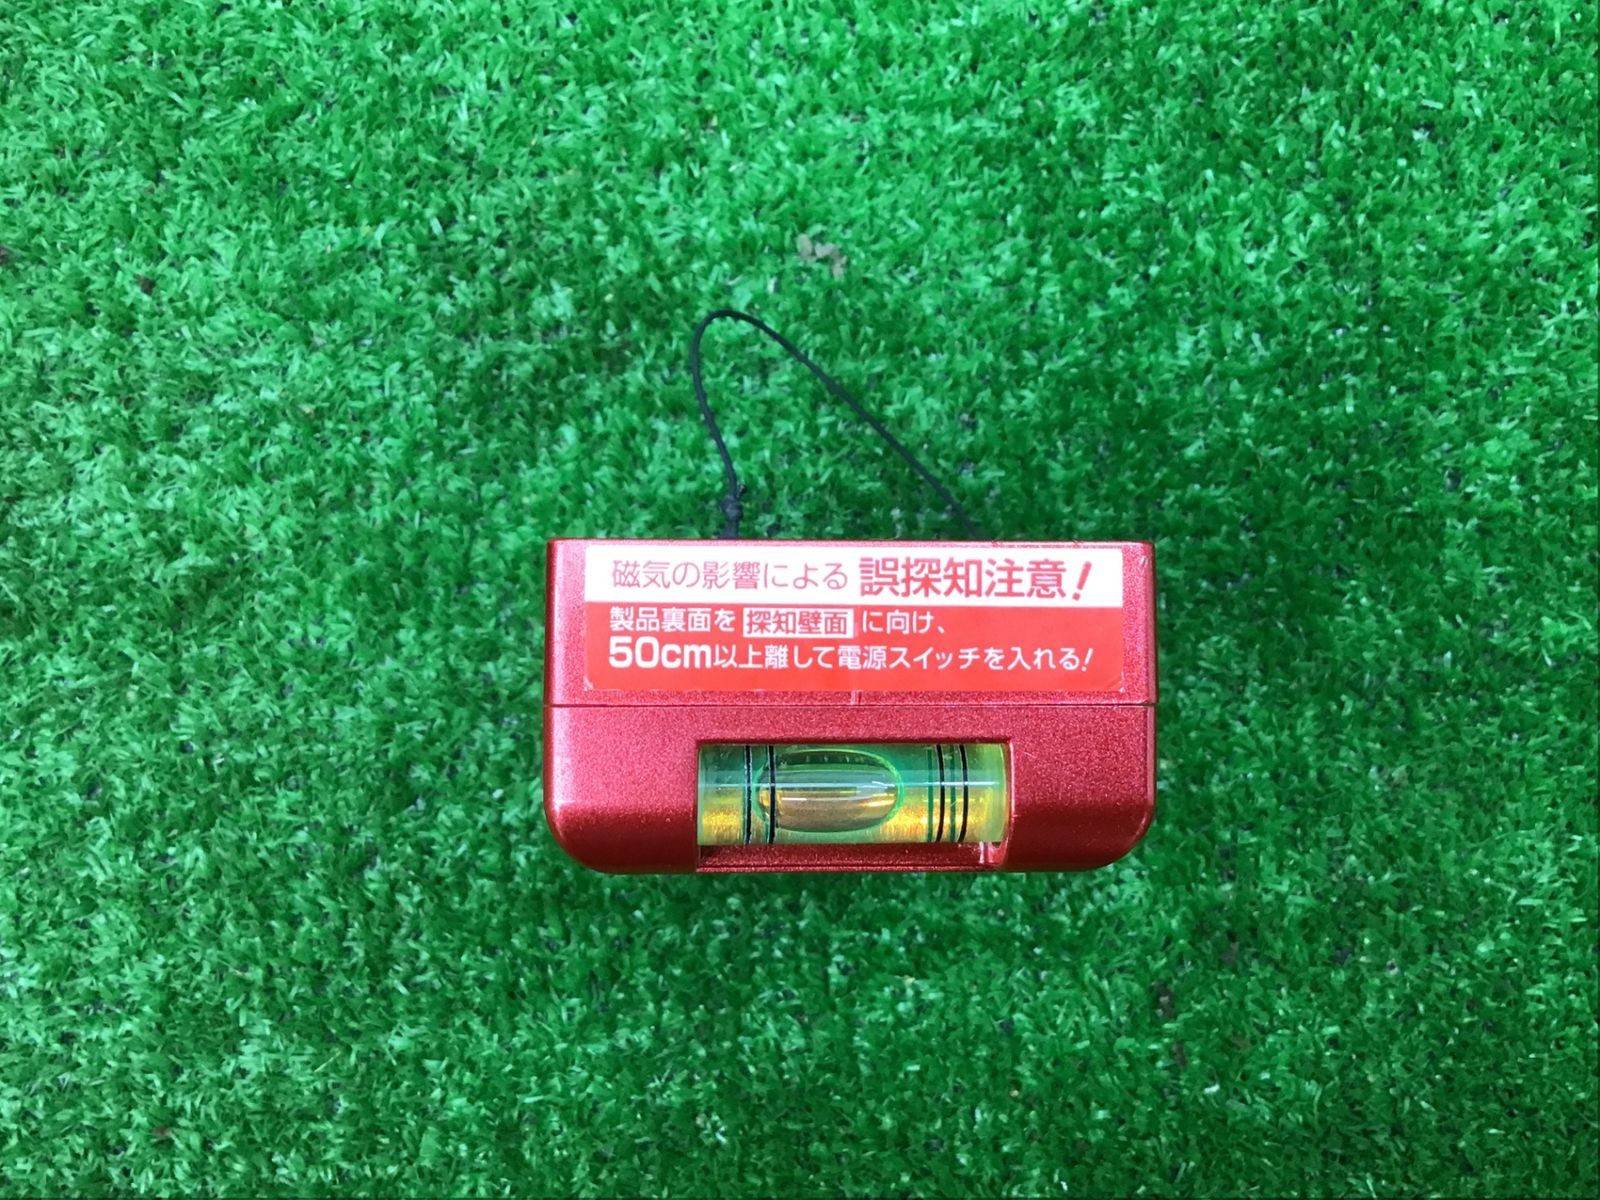 磁気の影響による 誤探知注意!
製品裏面を 探知壁面 に向け、
50cm以上離して電源スイッチを入れる!